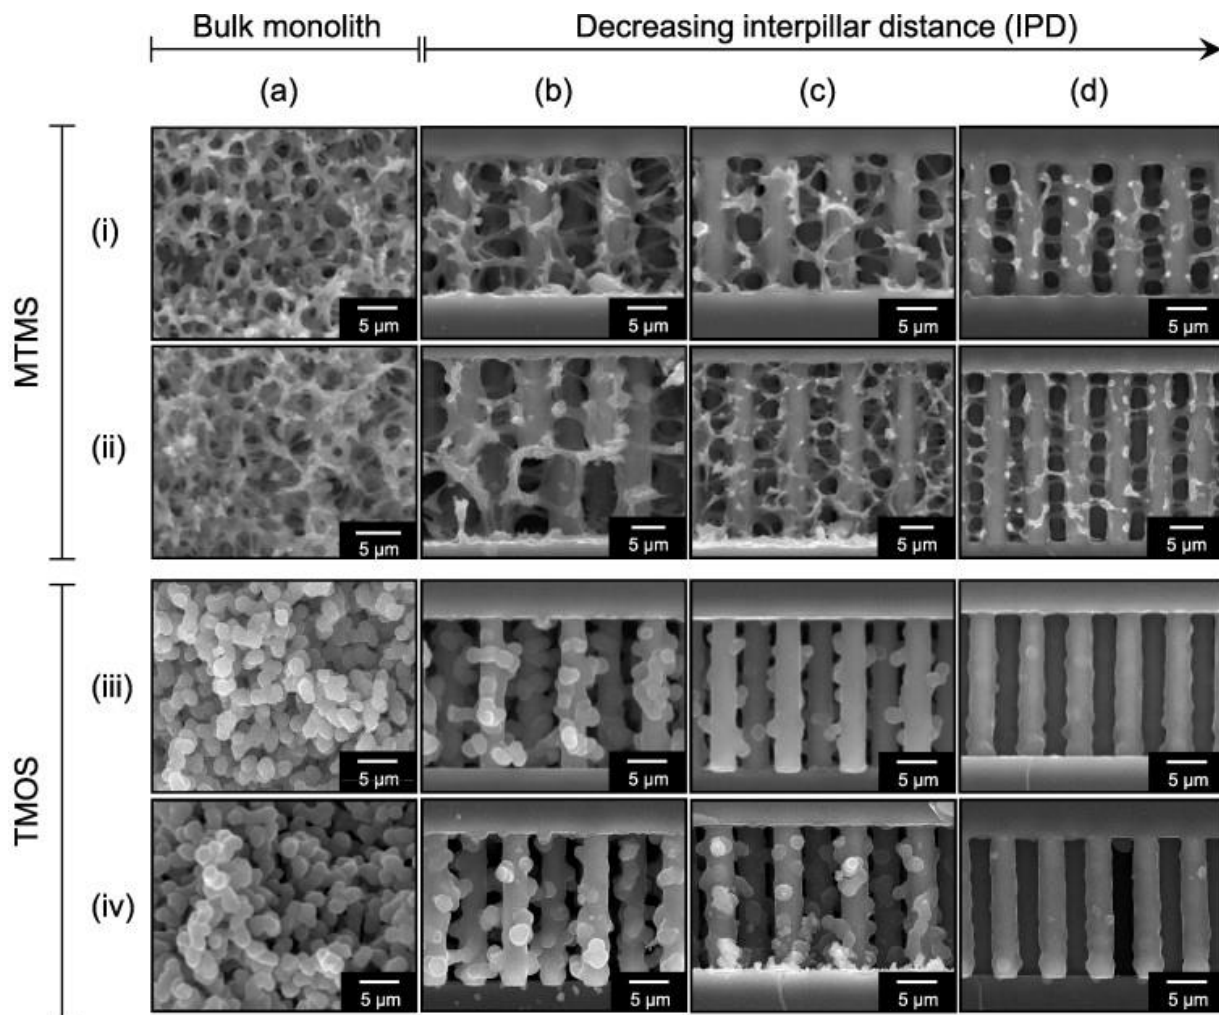 Bulk monolith Decreasing interpillar distance (IPD)
(a) (b) (c) (d)
MTMS
(i)
5 µm 5 µm 5 µm 5 µm
(ii)
5 µm 5 µm 5 µm 5 µm
TMOS
(iii)
5 µm 5 µm 5 µm 5 µm
(iv)
5 µm 5 µm 5 µm 5 µm